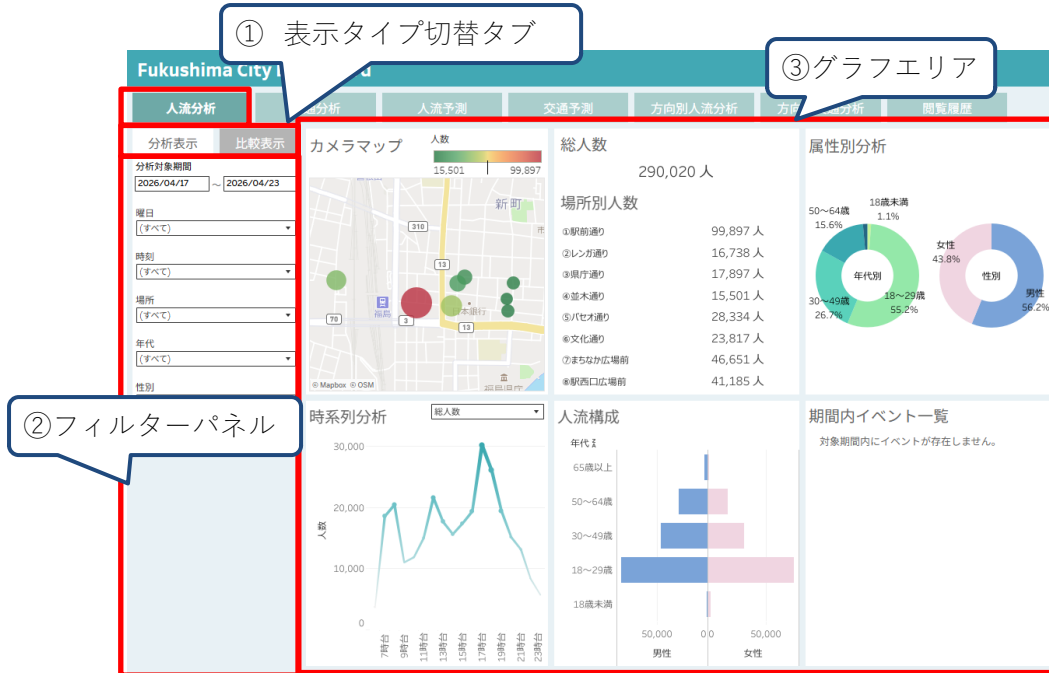 ① 表示タイプ切替タブ
③グラフエリア
Fukushima City
人流分析
人流予測
交通予測
方向別人流分析
閲覧履歴
分析表示
比較表示
分析対象期間
2026/04/17 ～ 2026/04/23
曜日
(すべて)
時刻
(すべて)
場所
(すべて)
年代
(すべて)
性別
②フィルターパネル
カメラマップ
人数
15,501 99,897
新町
310
13
福島
日本銀行
70
3
13
© Mapbox © OSM
福島県庁
総人数
290,020 人
場所別人数
①駅前通り 99,897 人
②レンガ通り 16,738 人
③県庁通り 17,897 人
④並木通り 15,501 人
⑤パセオ通り 28,334 人
⑥文化通り 23,817 人
⑦まちなか広場前 46,651 人
⑧駅西口広場前 41,185 人
属性別分析
18歳未満
1.1%
50～64歳
15.6%
年代別
30～49歳
26.7%
18～29歳
55.2%
女性
43.8%
性別
男性
56.2%
時系列分析
総人数
30,000
20,000
10,000
0
人数
7時台
9時台
11時台
13時台
15時台
17時台
19時台
21時台
23時台
人流構成
年代
65歳以上
50～64歳
30～49歳
18～29歳
18歳未満
50,000 0 0 50,000
男性 女性
期間内イベント一覧
対象期間内にイベントが存在しません。